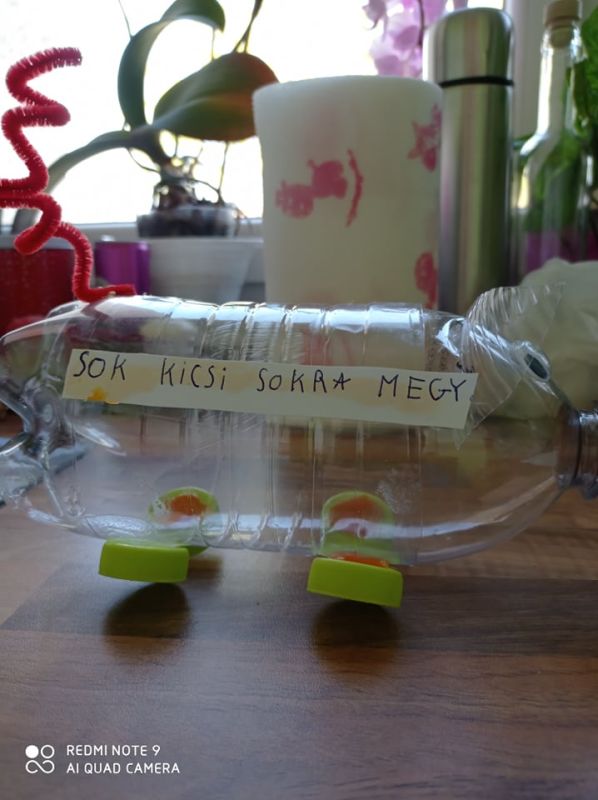 SOK KICSI SOKRA MEGY
REDMI NOTE 9
AI QUAD CAMERA